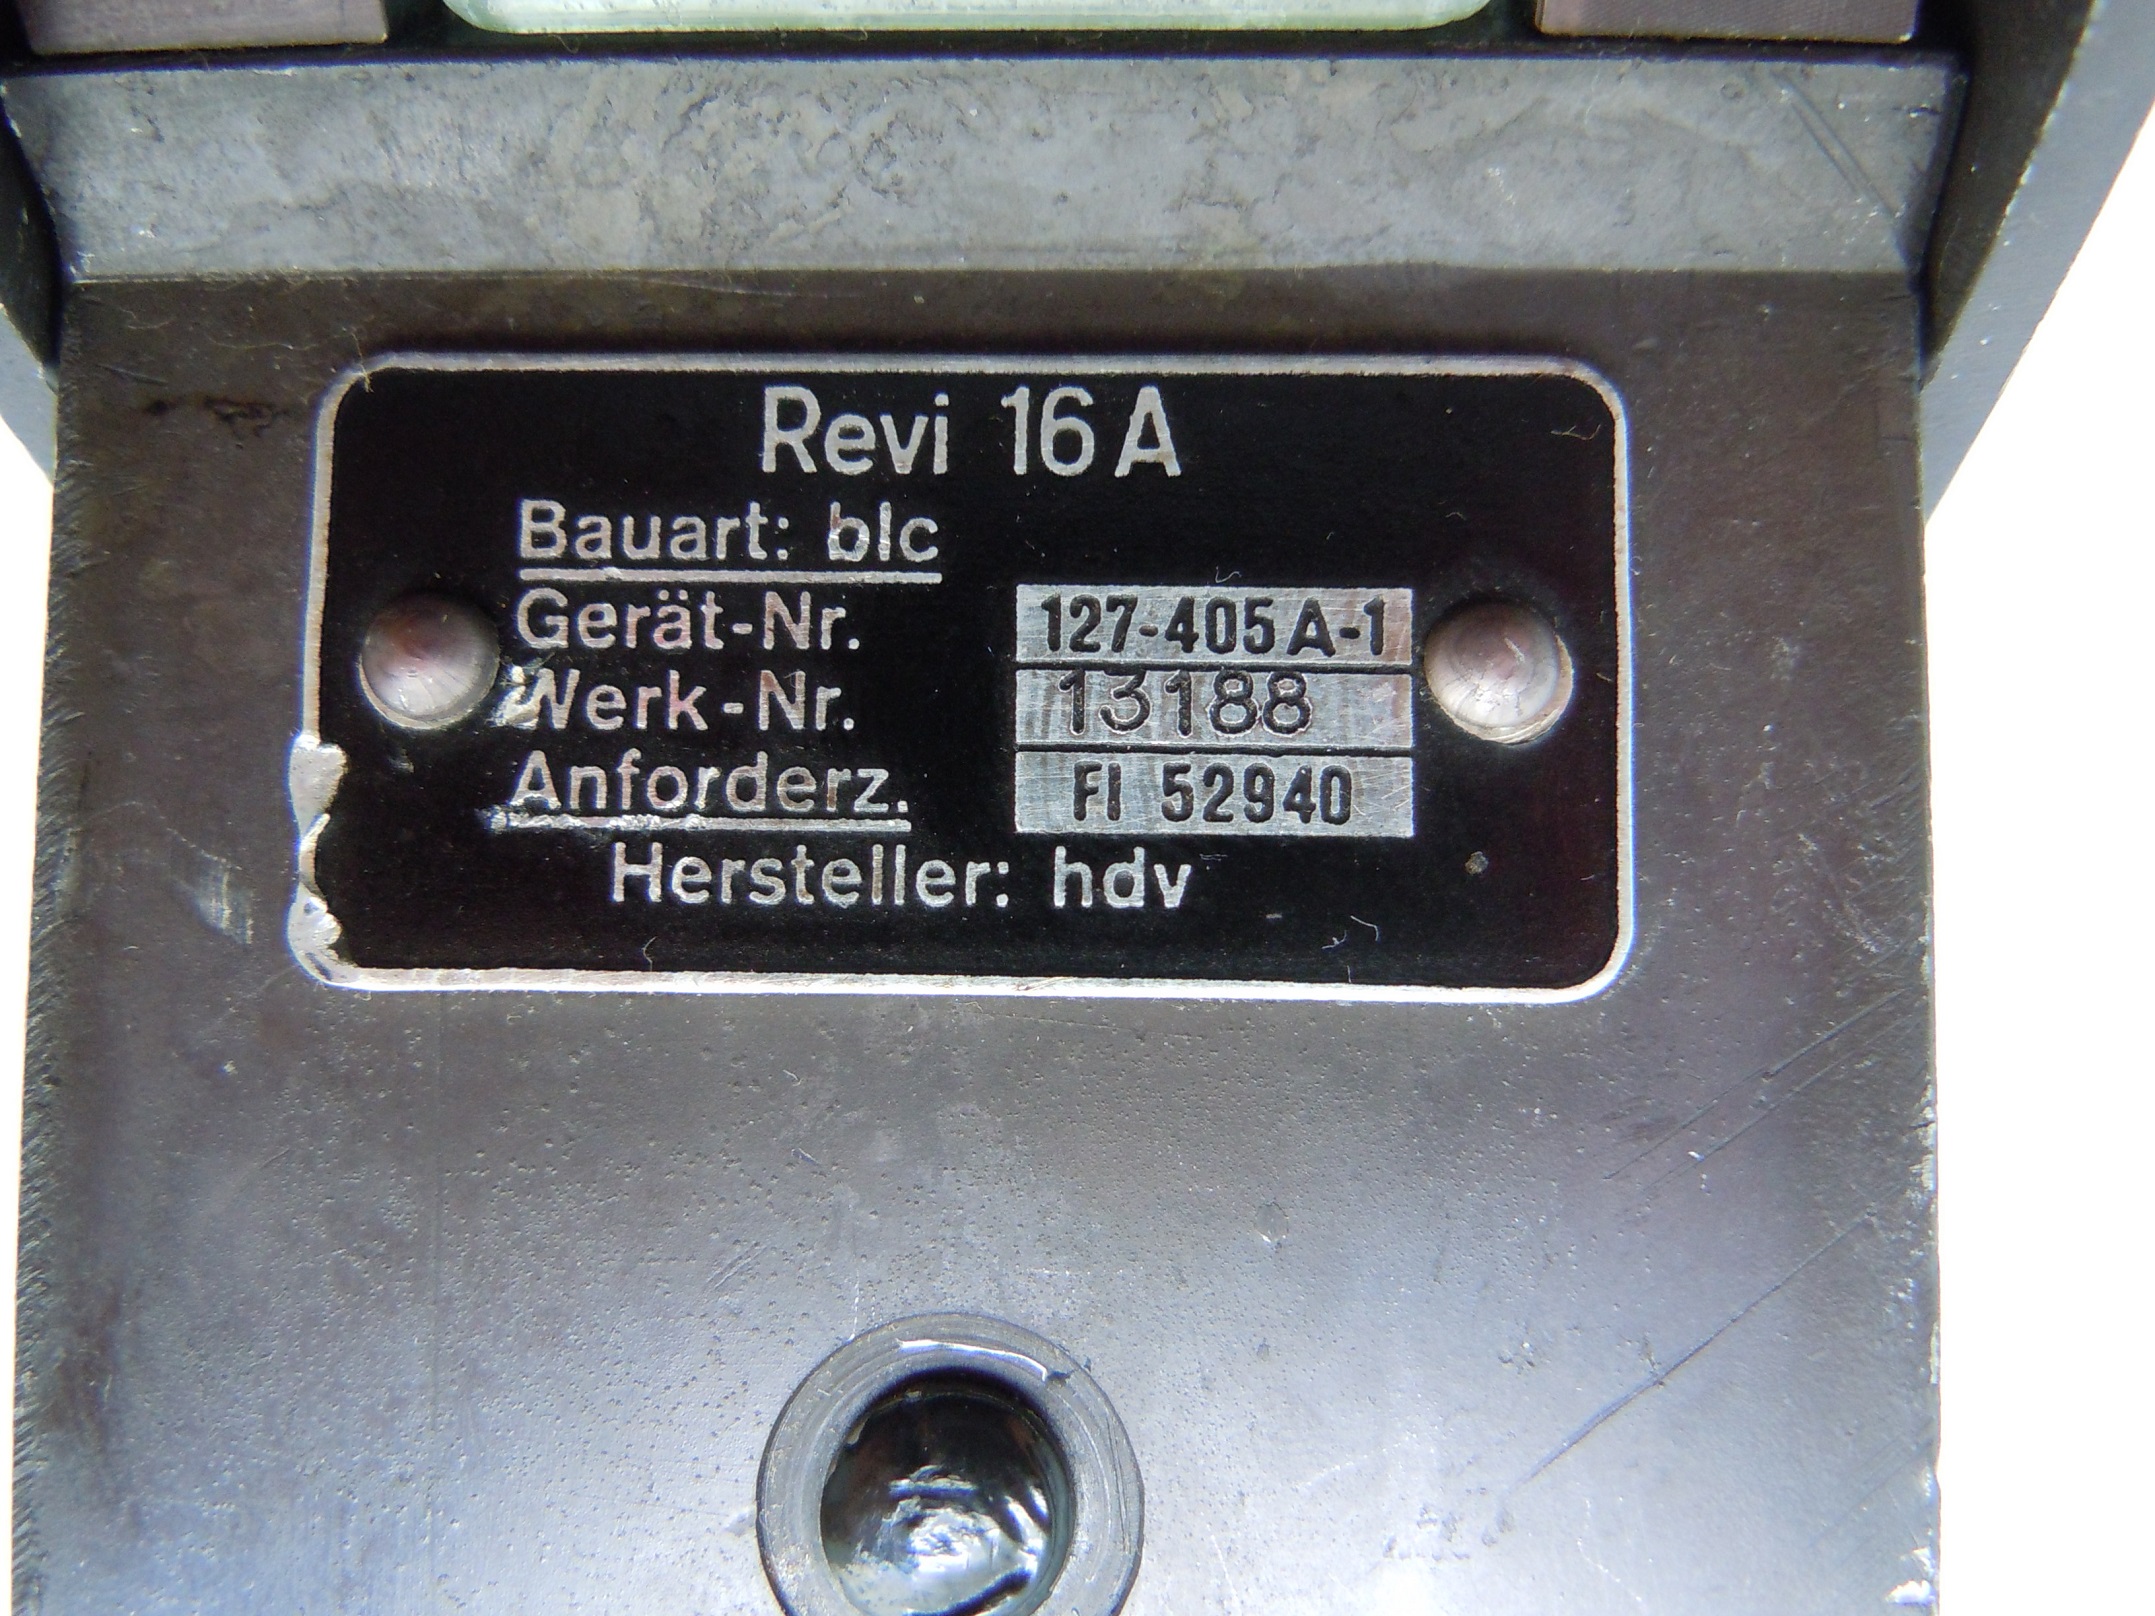 Revi 16 A
Bauart: blc
Gerät-Nr. 127-405 A-1
Werk-Nr. 13188
Anforderz. Fl 52940
Hersteller: hdv